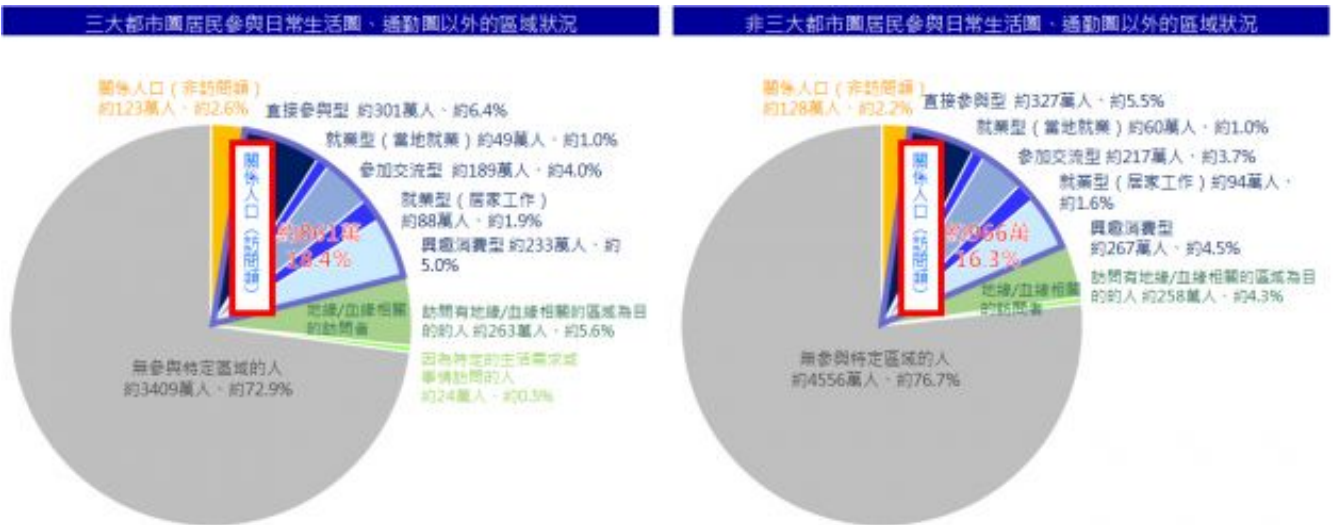 三大都市圈居民參與日常生活圈、通勤圈以外的區域狀況
關係人口（非訪問類）
約123萬人、約2.6%
直接參與型 約301萬人、約6.4%
就業型（當地就業）約49萬人、約1.0%
參加交流型 約189萬人、約4.0%
就業型（居家工作）
約88萬人、約1.9%
興趣消費型 約233萬人、約
5.0%
關係人口（訪問類）
約861萬
18.4%
地緣/血緣相關
的訪問者
訪問有地緣/血緣相關的區域為目
的的人 約263萬人、約5.6%
因為特定的生活需求或
事情訪問的人
約24萬人、約0.5%
無參與特定區域的人
約3409萬人、約72.9%
非三大都市圈居民參與日常生活圈、通勤圈以外的區域狀況
關係人口（非訪問類）
約128萬人、約2.2%
直接參與型 約327萬人、約5.5%
就業型（當地就業）約60萬人、約1.0%
參加交流型 約217萬人、約3.7%
就業型（居家工作）約94萬人、
約1.6%
興趣消費型
約267萬人、約4.5%
關係人口（訪問類）
約966萬
16.3%
地緣/血緣相關
的訪問者
訪問有地緣/血緣相關的區域為目
的的人 約258萬人、約4.3%
無參與特定區域的人
約4556萬人、約76.7%